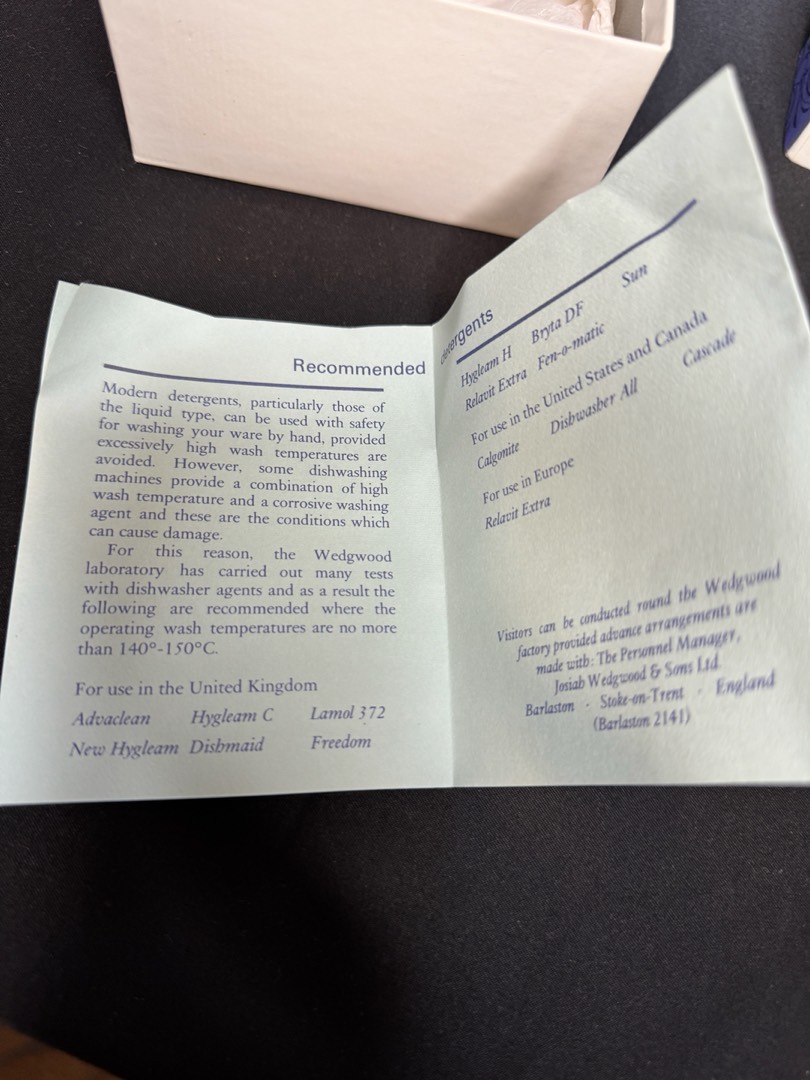 Recommended detergents
Modern detergents, particularly those of
the liquid type, can be used with safety
for washing your ware by hand, provided
excessively high wash temperatures are
avoided. However, some dishwashing
machines provide a combination of high
wash temperature and a corrosive washing
agent and these are the conditions which
can cause damage.
For this reason, the Wedgwood
laboratory has carried out many tests
with dishwasher agents and as a result the
following are recommended where the
operating wash temperatures are no more
than 140°-150°C.
For use in the United Kingdom
Advaclean Hygleam C Lamol 372
New Hygleam Dishmaid Freedom
Hygleam H Bryta DF Sun
Relavit Extra Fen-o-matic
For use in the United States and Canada
Calgonite Dishwasher All Cascade
For use in Europe
Relavit Extra
Visitors can be conducted round the Wedgwood
factory provided advance arrangements are
made with: The Personnel Manager,
Josiah Wedgwood & Sons Ltd.
Barlaston - Stoke-on-Trent - England
(Barlaston 2141)